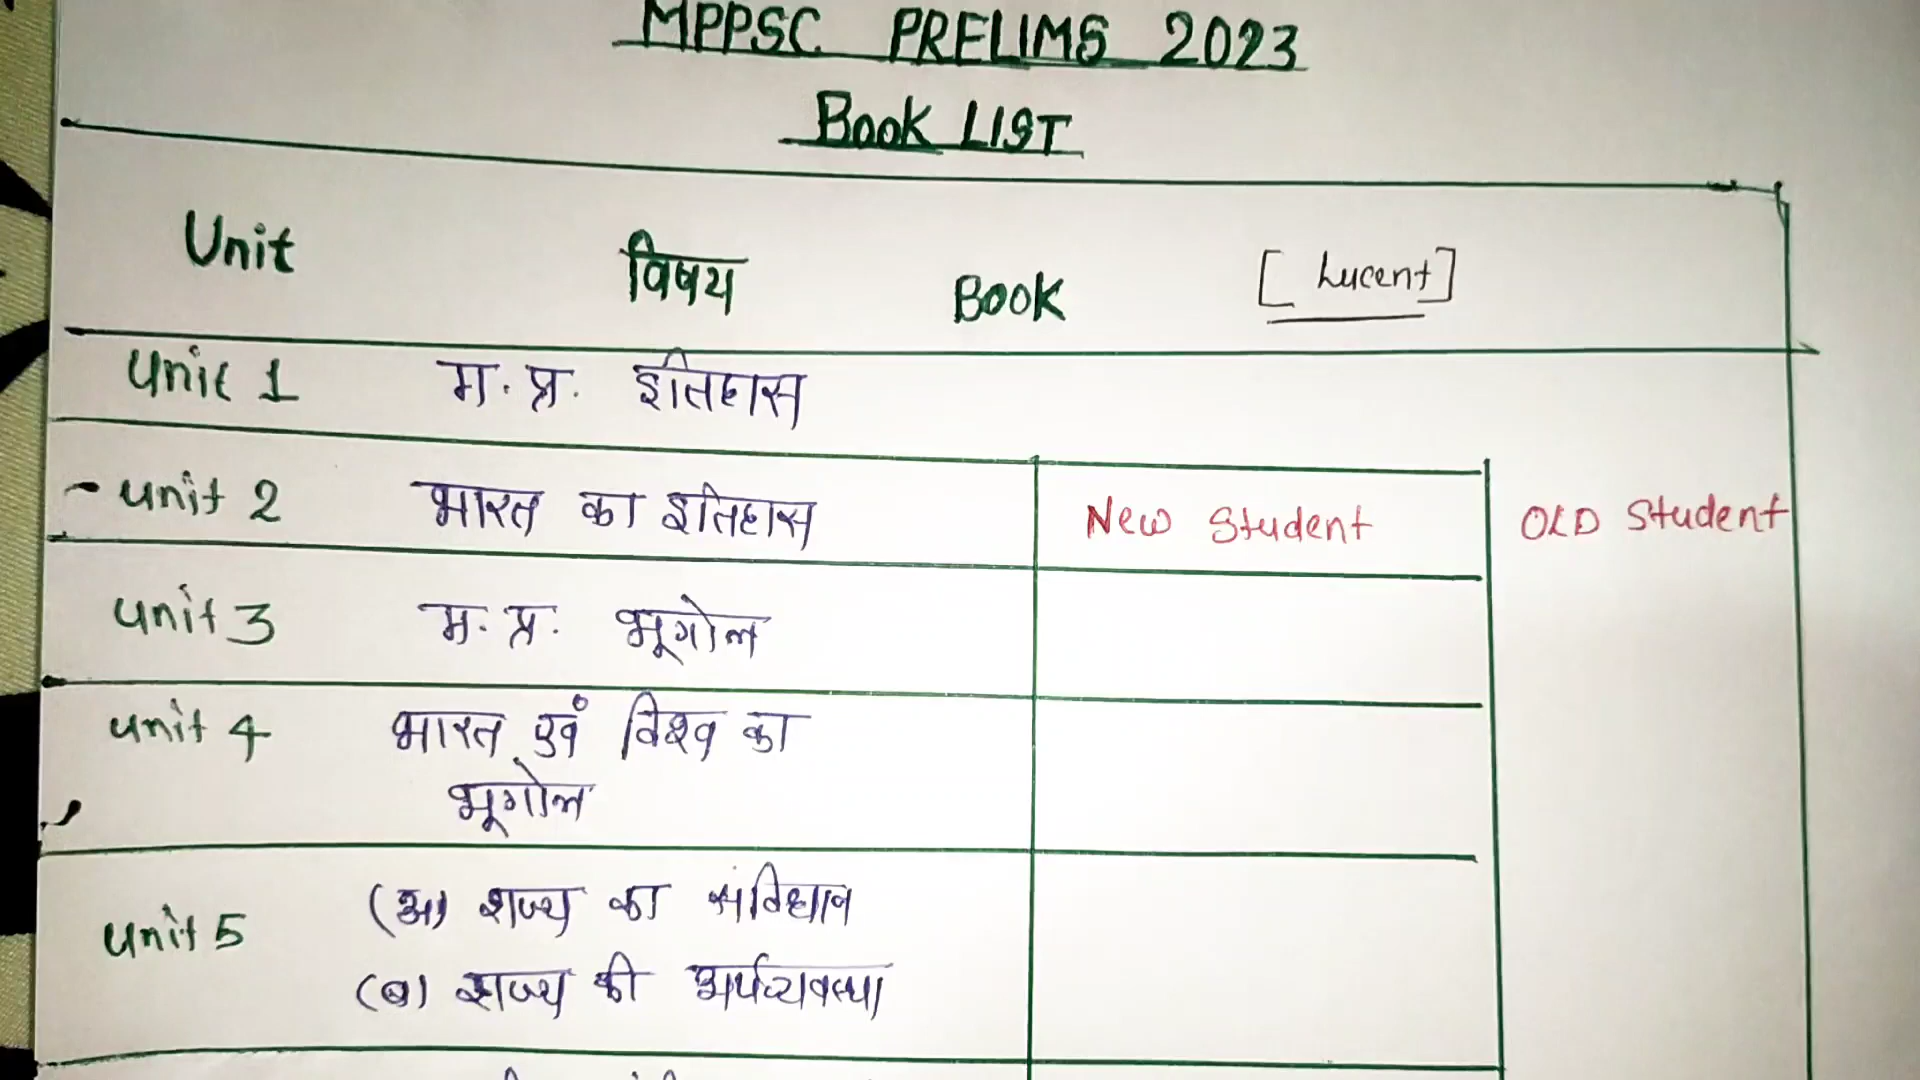 MPPSC PRELIMS 2023
Book LIST
Unit विषय Book [Lucent]
Unit 1 म. प्र. इतिहास
unit 2 भारत का इतिहास New Student OLD Student
unit 3 म. प्र. भूगोल
unit 4 भारत एवं विश्व का
भूगोल
unit 5 (अ) राज्य का संविधान
(ब) राज्य की अर्थव्यवस्था